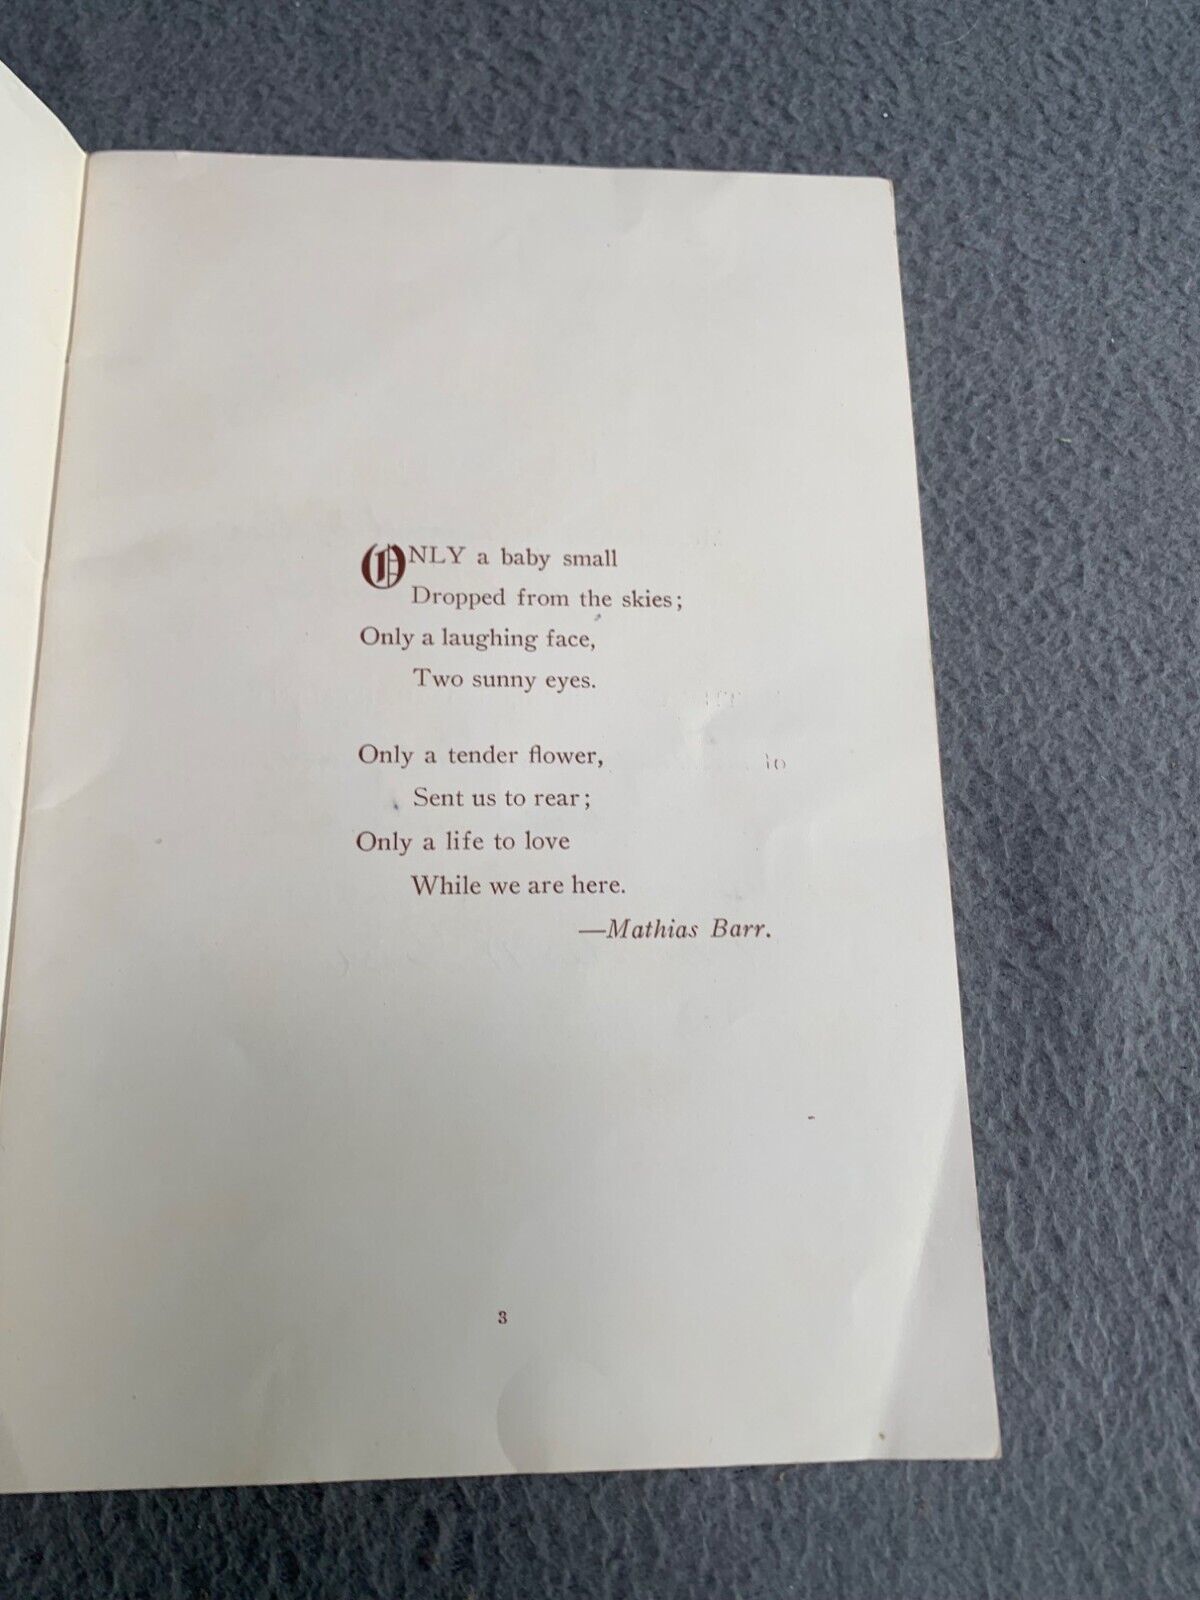 ONLY a baby small
Dropped from the skies;
Only a laughing face,
Two sunny eyes.
Only a tender flower,
Sent us to rear;
Only a life to love
While we are here.
—Mathias Barr.
3